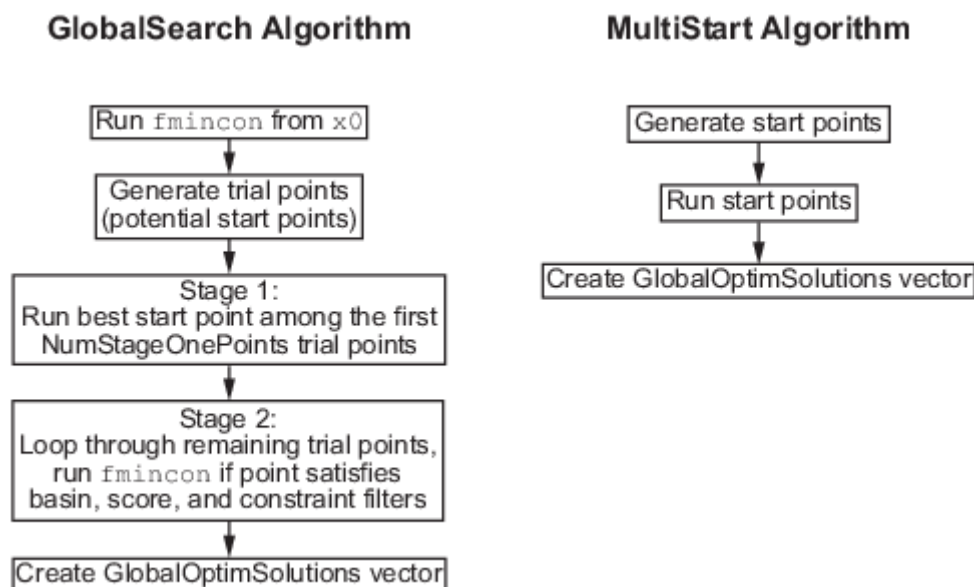 GlobalSearch Algorithm
Run fmincon from x0
Generate trial points
(potential start points)
Stage 1:
Run best start point among the first
NumStageOnePoints trial points
Stage 2:
Loop through remaining trial points,
run fmincon if point satisfies
basin, score, and constraint filters
Create GlobalOptimSolutions vector
MultiStart Algorithm
Generate start points
Run start points
Create GlobalOptimSolutions vector